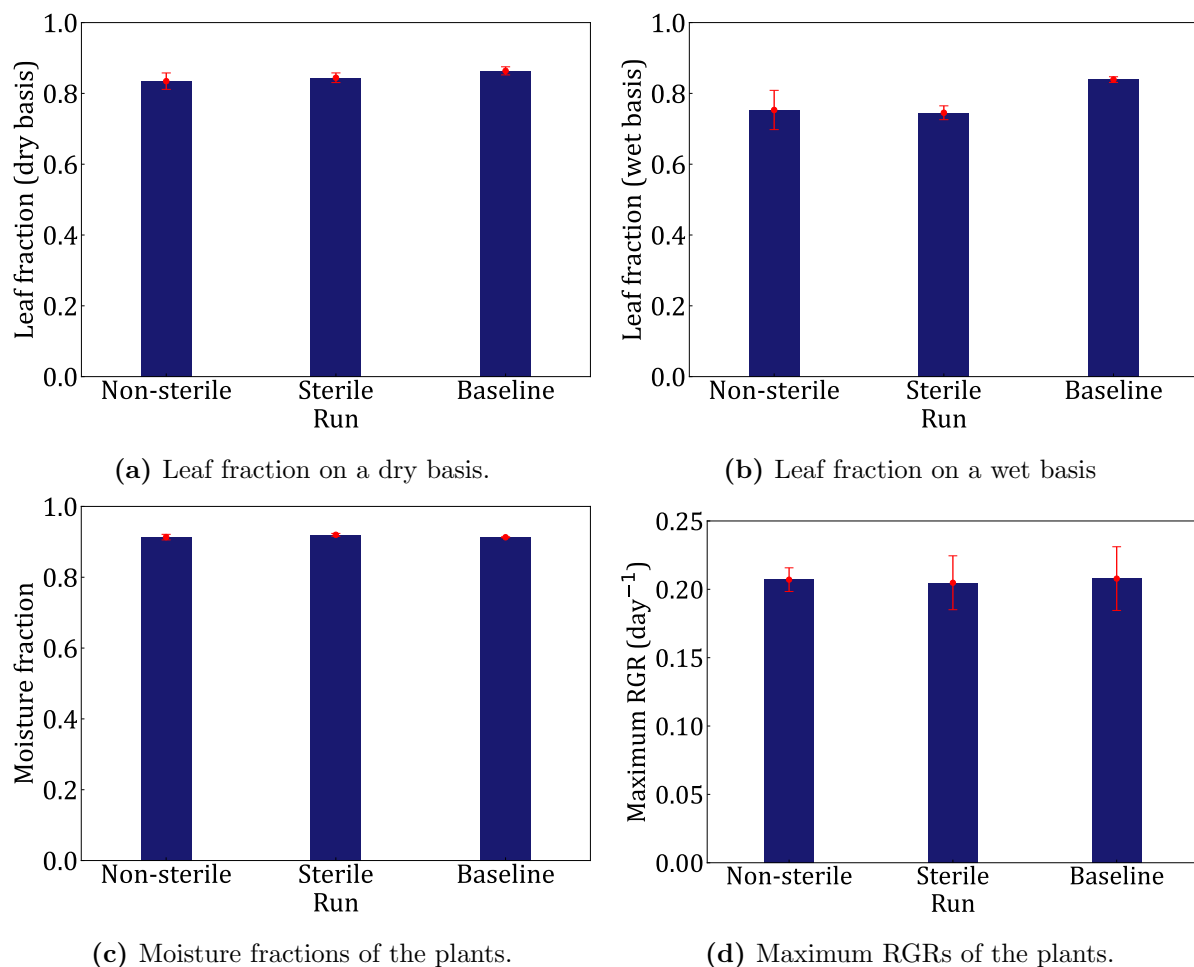 1.0
0.8
0.6
0.4
0.2
0.0
Leaf fraction (dry basis)
Non-sterile Sterile Baseline
Run
(a) Leaf fraction on a dry basis.
1.0
0.8
0.6
0.4
0.2
0.0
Leaf fraction (wet basis)
Non-sterile Sterile Baseline
Run
(b) Leaf fraction on a wet basis
1.0
0.8
0.6
0.4
0.2
0.0
Moisture fraction
Non-sterile Sterile Baseline
Run
(c) Moisture fractions of the plants.
0.25
0.20
0.15
0.10
0.05
0.00
Maximum RGR (day⁻¹)
Non-sterile Sterile Baseline
Run
(d) Maximum RGRs of the plants.